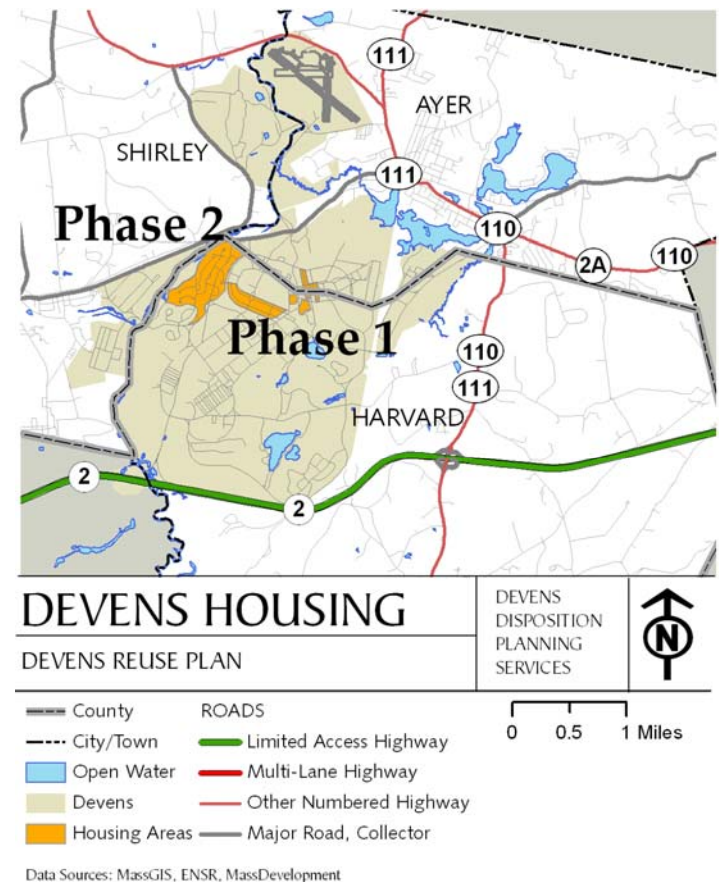 111
AYER
SHIRLEY
111
Phase 2
110
2A
110
Phase 1
110
111
HARVARD
2
2
DEVENS HOUSING
DEVENS REUSE PLAN
DEVENS
DISPOSITION
PLANNING
SERVICES
N
County
City/Town
Open Water
Devens
Housing Areas
ROADS
Limited Access Highway
Multi-Lane Highway
Other Numbered Highway
Major Road, Collector
0 0.5 1 Miles
Data Sources: MassGIS, ENSR, MassDevelopment